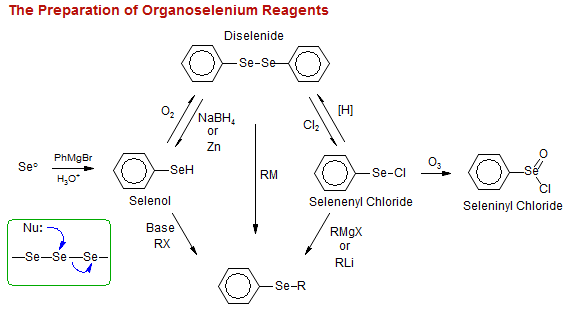 The Preparation of Organoselenium Reagents
Diselenide
Se-Se
O₂
NaBH₄
or
Zn
Cl₂
[H]
Se°
PhMgBr
H₃O⁺
SeH
Selenol
RM
Se-Cl
Selenenyl Chloride
O₃
O
Se
Cl
Seleninyl Chloride
Nu:
—Se—Se—Se—
Base
RX
RMgX
or
RLi
Se-R